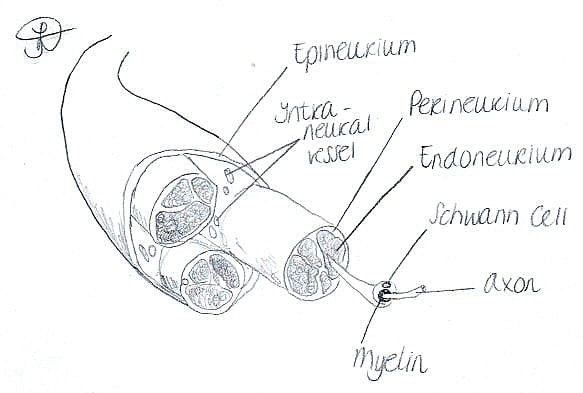 Epineurium
Intra-
neural
vessel
Perineurium
Endoneurium
Schwann Cell
axon
Myelin